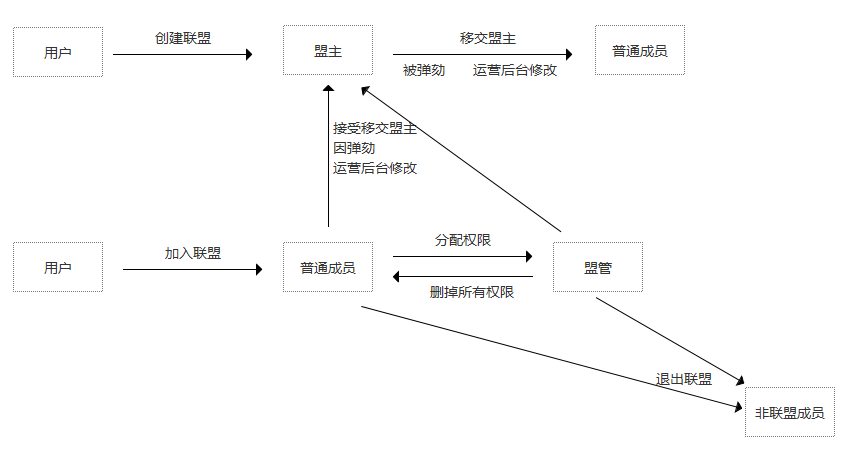 创建联盟
用户
盟主
移交盟主
普通成员
被弹劾
运营后台修改
接受移交盟主
因弹劾
运营后台修改
用户
加入联盟
普通成员
分配权限
删掉所有权限
盟管
退出联盟
非联盟成员